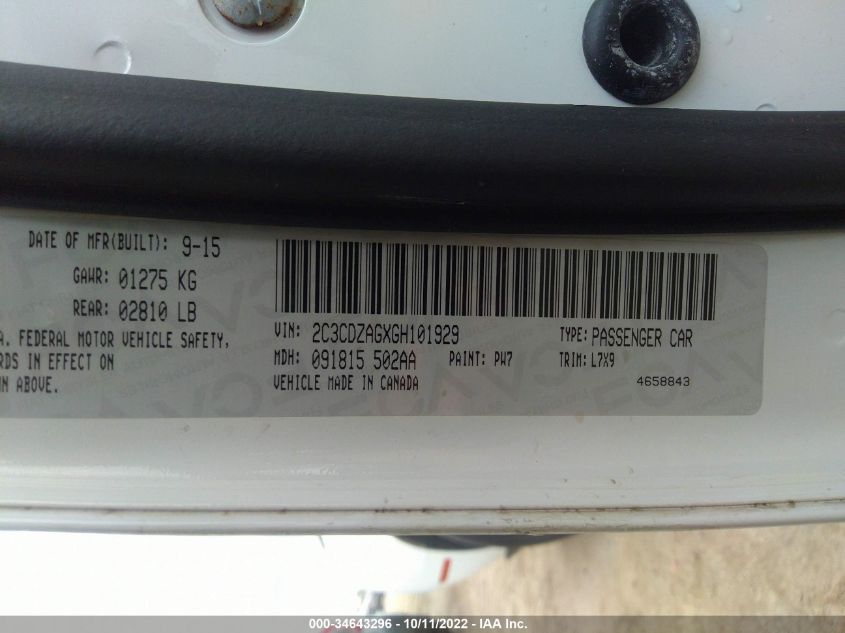 DATE OF MFR(BUILT): 9-15
GAWR: 01275 KG
REAR: 02810 LB
A. FEDERAL MOTOR VEHICLE SAFETY,
RDS IN EFFECT ON
N ABOVE.
VIN: 2C3CDZAGXGH101929
TYPE: PASSENGER CAR
MDH: 091815 502AA
PAINT: PW7
TRIM: L7X9
VEHICLE MADE IN CANADA
4658843
000-34643296 - 10/11/2022 - IAA Inc.